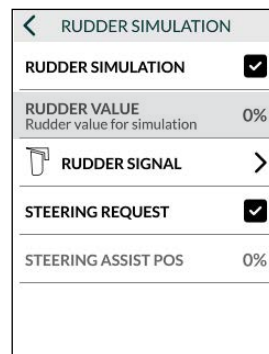 RUDDER SIMULATION
RUDDER SIMULATION
RUDDER VALUE
Rudder value for simulation
0%
RUDDER SIGNAL
STEERING REQUEST
STEERING ASSIST POS
0%